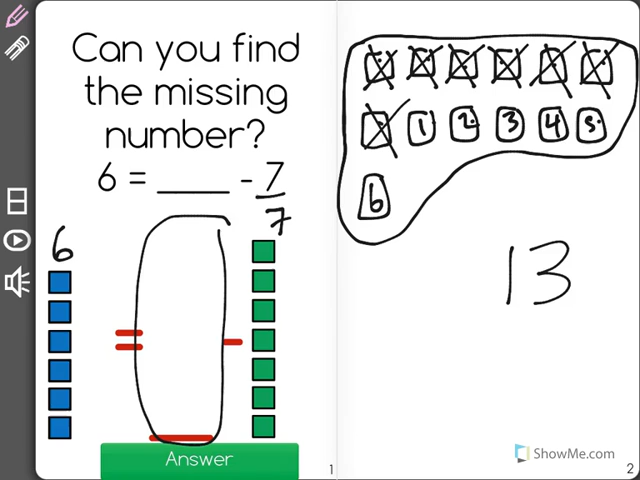 Can you find
the missing
number?
6 = ____ - 7
7
6
Answer
1
1 2 3 4 5
6
13
ShowMe.com
2